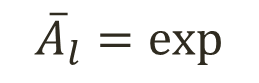 Ā_l = exp